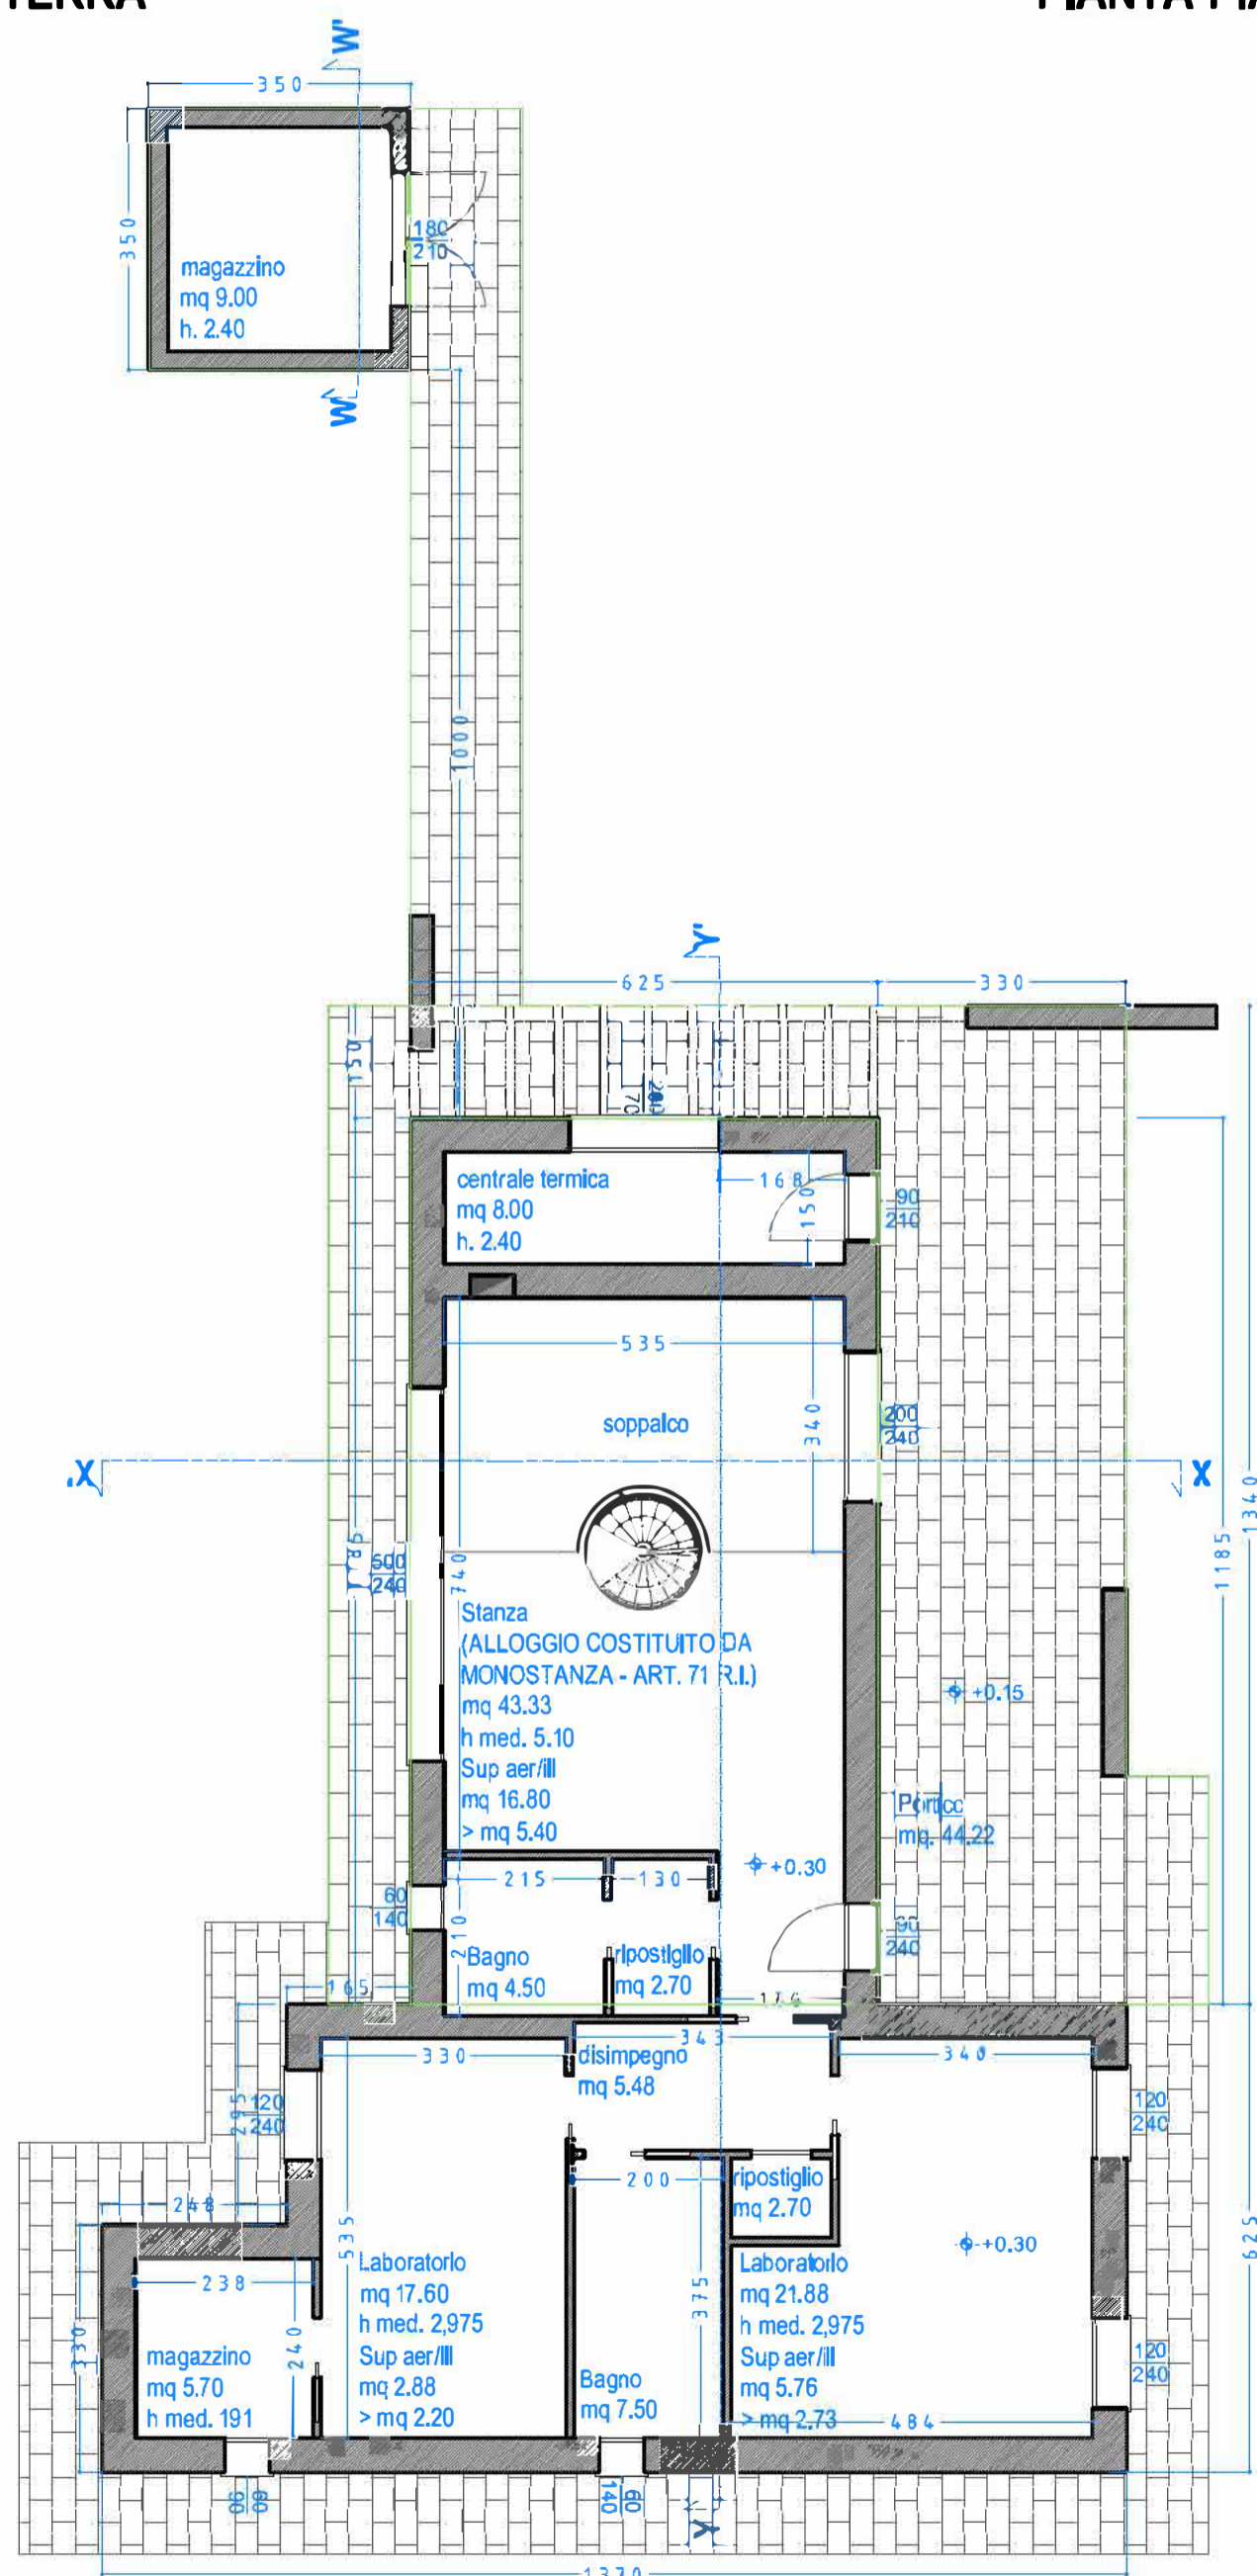 W'
350
350
180
210
magazzino
mq 9.00
h. 2.40
W
1000
Y'
625
330
150
70
centrale termica
mq 8.00
h. 2.40
168
150
90
210
535
soppalco
340
200
240
X
X
1340
1185
500
240
740
Stanza
(ALLOGGIO COSTITUITO DA
MONOSTANZA - ART. 71 R.I.)
mq 43.33
h med. 5.10
Sup aer/ill
mq 16.80
> mq 5.40
+0.15
mq. 44.22
+0.30
215
130
60
140
210
Bagno
mq 4.50
ripostiglio
mq 2.70
90
240
165
343
330
disimpegno
mq 5.48
340
295
120
240
120
240
200
ripostiglio
mq 2.70
248
535
+0.30
625
238
Laboratorio
mq 17.60
h med. 2,975
Sup aer/ill
mq 2.88
> mq 2.20
375
Laboratorio
mq 21.88
h med. 2,975
Sup aer/ill
mq 5.76
> mq 2.73
330
240
magazzino
mq 5.70
h med. 191
Bagno
mq 7.50
120
240
484
60
90
60
140
Y
1370